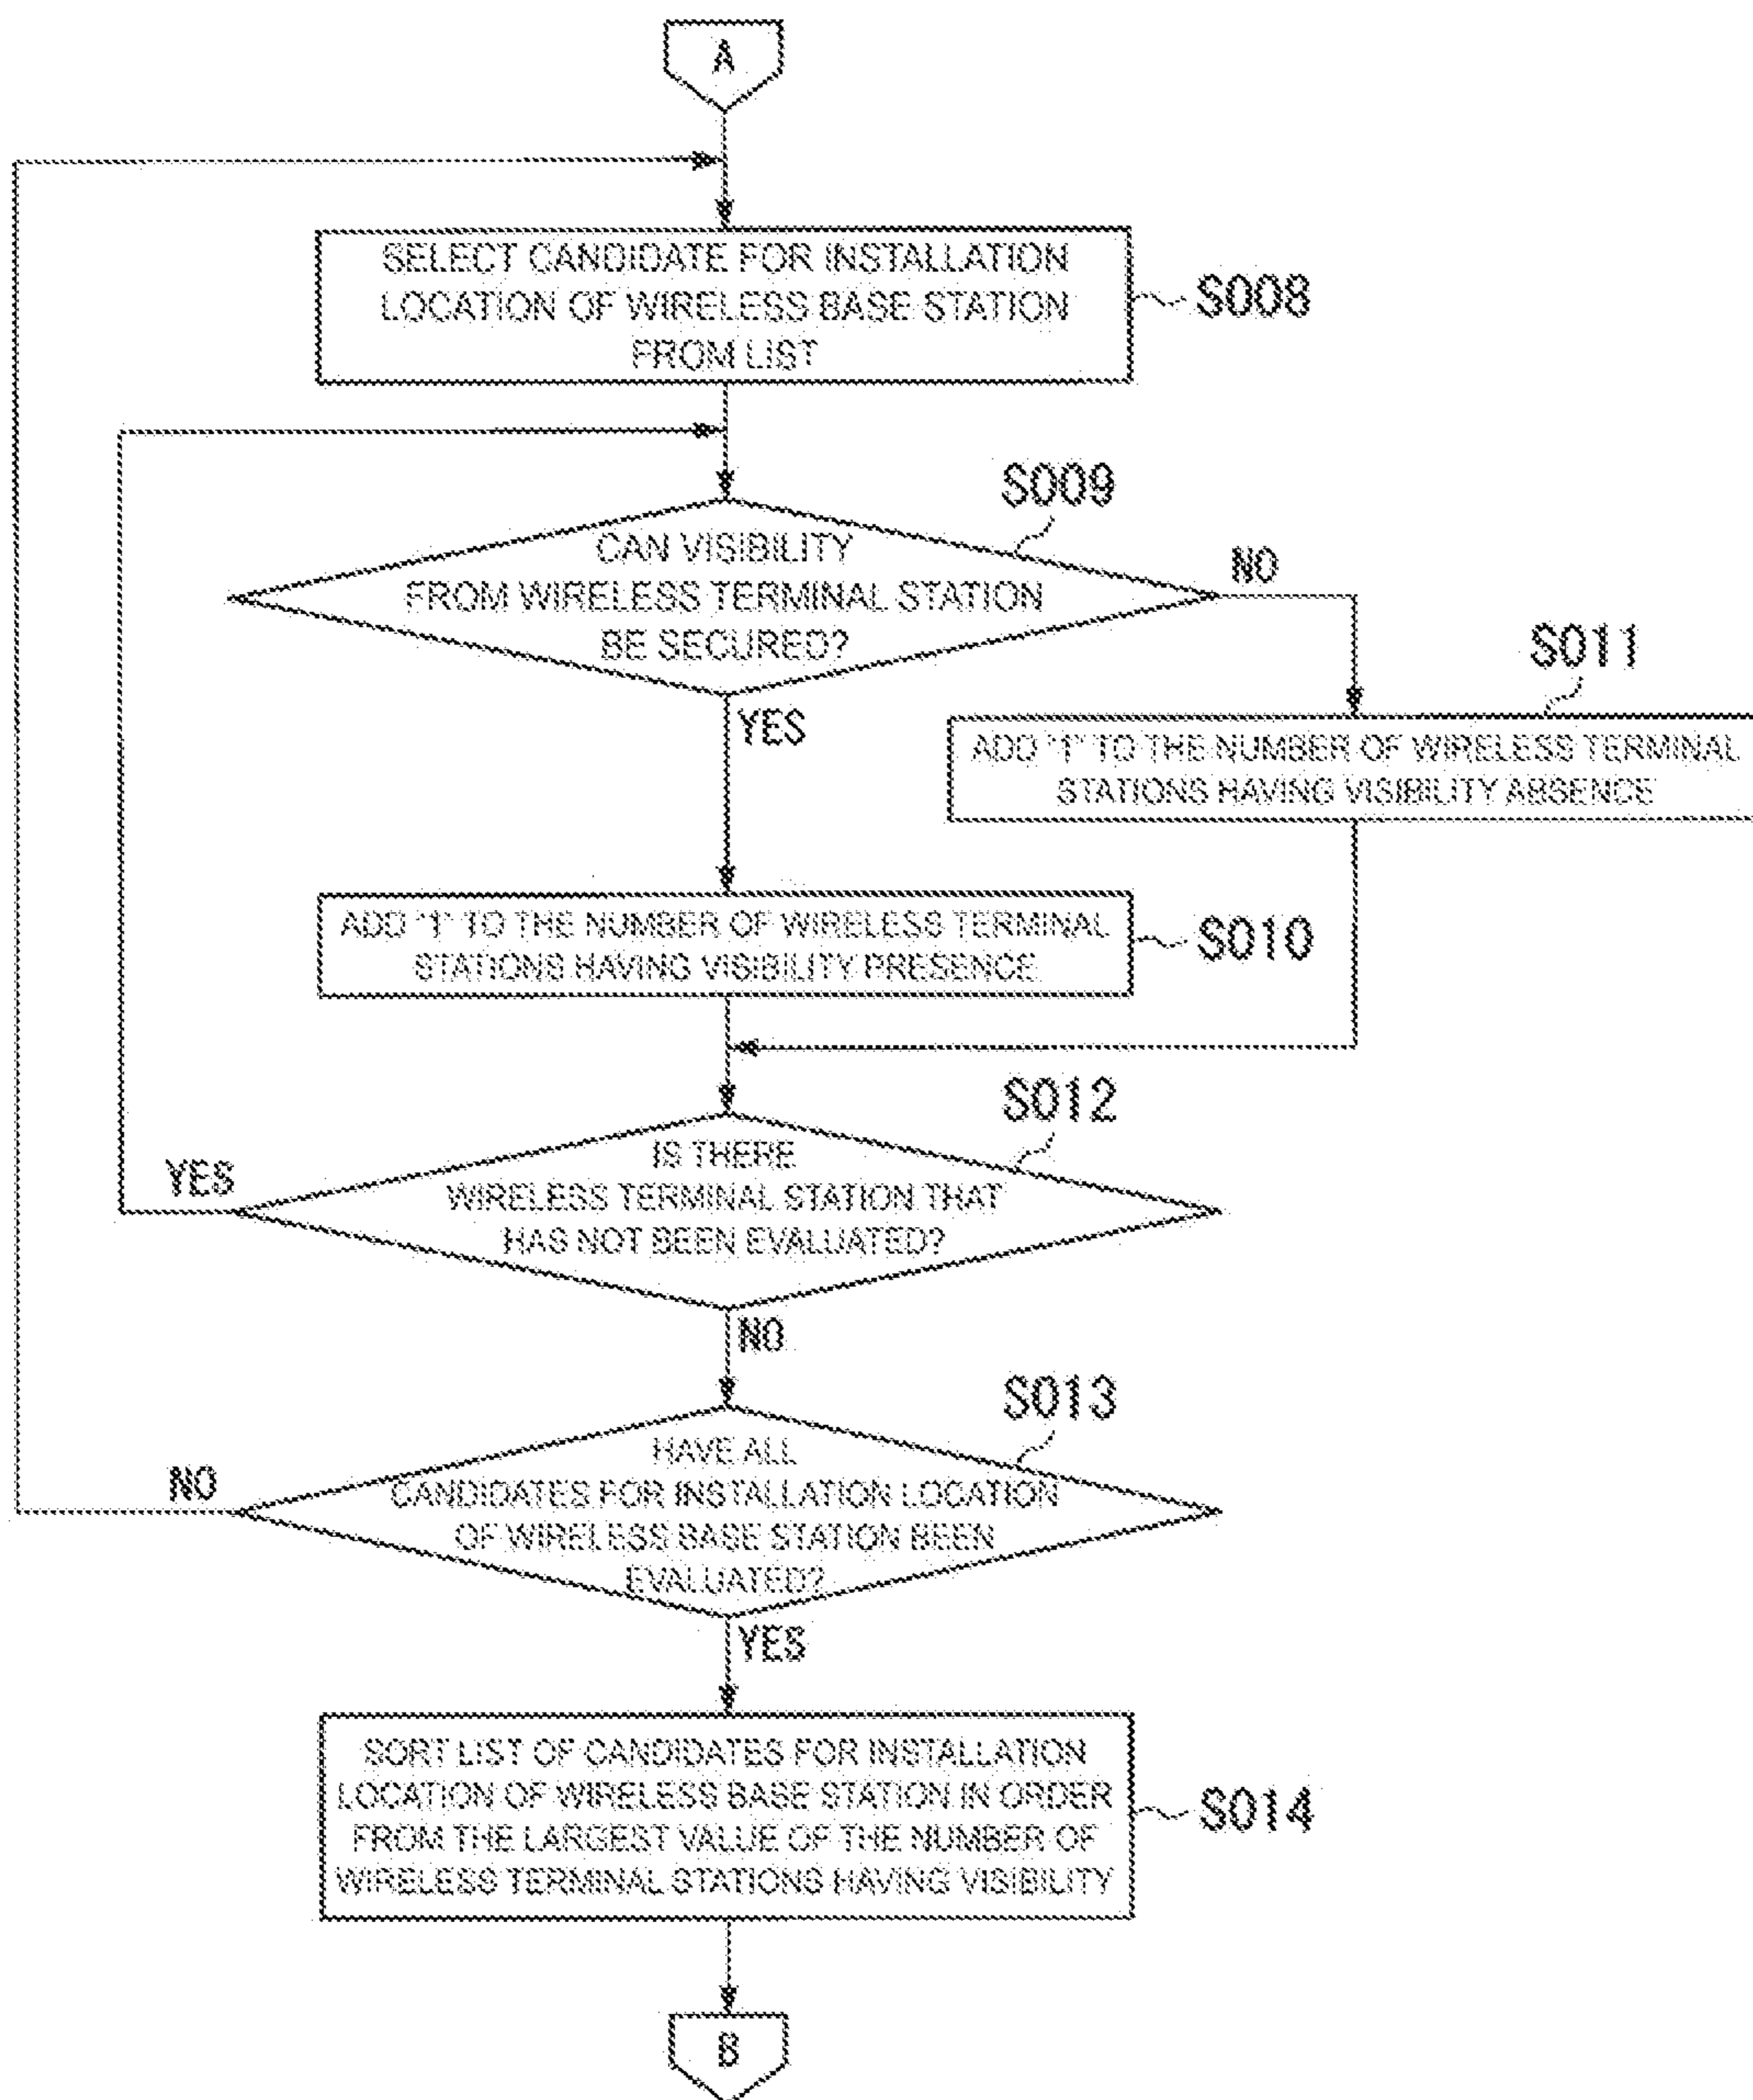 A
SELECT CANDIDATE FOR INSTALLATION
LOCATION OF WIRELESS BASE STATION
FROM LIST
S008
S009
CAN VISIBILITY
FROM WIRELESS TERMINAL STATION
BE SECURED?
NO
YES
S011
ADD "1" TO THE NUMBER OF WIRELESS TERMINAL
STATIONS HAVING VISIBILITY ABSENCE
ADD "1" TO THE NUMBER OF WIRELESS TERMINAL
STATIONS HAVING VISIBILITY PRESENCE
S010
S012
IS THERE
WIRELESS TERMINAL STATION THAT
HAS NOT BEEN EVALUATED?
YES
NO
S013
HAVE ALL
CANDIDATES FOR INSTALLATION LOCATION
OF WIRELESS BASE STATION BEEN
EVALUATED?
NO
YES
SORT LIST OF CANDIDATES FOR INSTALLATION
LOCATION OF WIRELESS BASE STATION IN ORDER
FROM THE LARGEST VALUE OF THE NUMBER OF
WIRELESS TERMINAL STATIONS HAVING VISIBILITY
S014
B